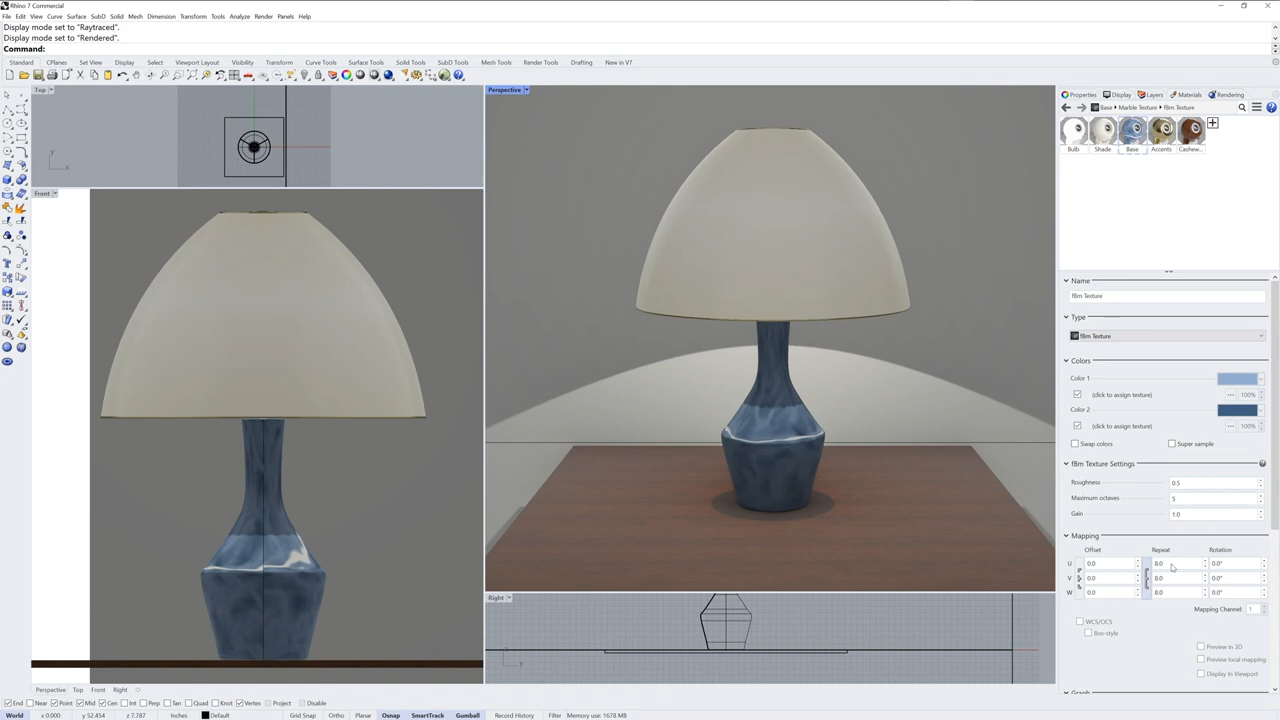 Rhino 7 Commercial
File Edit View Curve Surface SubD Solid Mesh Dimension Transform Tools Analyze Render Panels Help
Display mode set to "Raytraced".
Display mode set to "Rendered".
Command:
Standard CPlanes Set View Display Select Viewport Layout Visibility Transform Curve Tools Surface Tools Solid Tools SubD Tools Mesh Tools Render Tools Drafting New in V7
Top
y
x
Front
Perspective
Right
y
Properties Display Layers Materials Rendering
Base Marble Texture fBm Texture
Bulb Shade Base Accents Cashew...
Name
fBm Texture
Type
fBm Texture
Colors
Color 1
(click to assign texture) 100%
Color 2
(click to assign texture) 100%
Swap colors Super sample
fBm Texture Settings
Roughness 0.5
Maximum octaves 5
Gain 1.0
Mapping
Offset Repeat Rotation
U 0.0 8.0 0.0°
V 0.0 8.0 0.0°
W 0.0 8.0 0.0°
Mapping Channel: 1
WCS/OCS
Box-style
Preview in 3D
Preview local mapping
Display in Viewport
Graph
Perspective Top Front Right
End Near Point Mid Cen Int Perp Tan Quad Knot Vertex Project Disable
World x 0.000 y 52.454 z 7.787 Inches Default Grid Snap Ortho Planar Osnap SmartTrack Gumball Record History Filter Memory use: 1678 MB